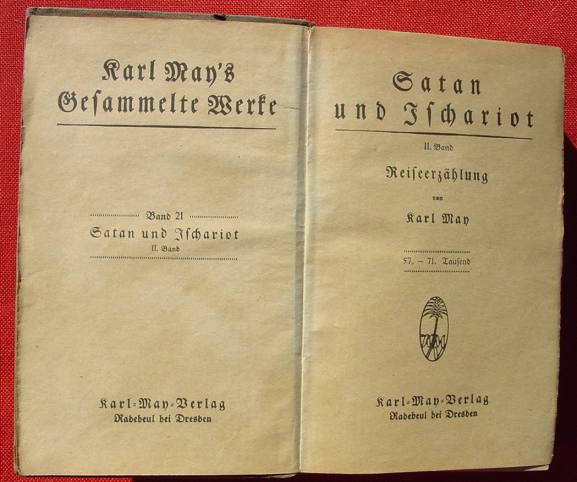 Karl May's
Gesammelte Werke
Band 21
Satan und Ischariot
II. Band
Karl-May-Verlag
Radebeul bei Dresden
Satan
und Ischariot
II. Band
Reiseerzählung
von
Karl May
57. – 71. Tausend
Karl-May-Verlag
Radebeul bei Dresden